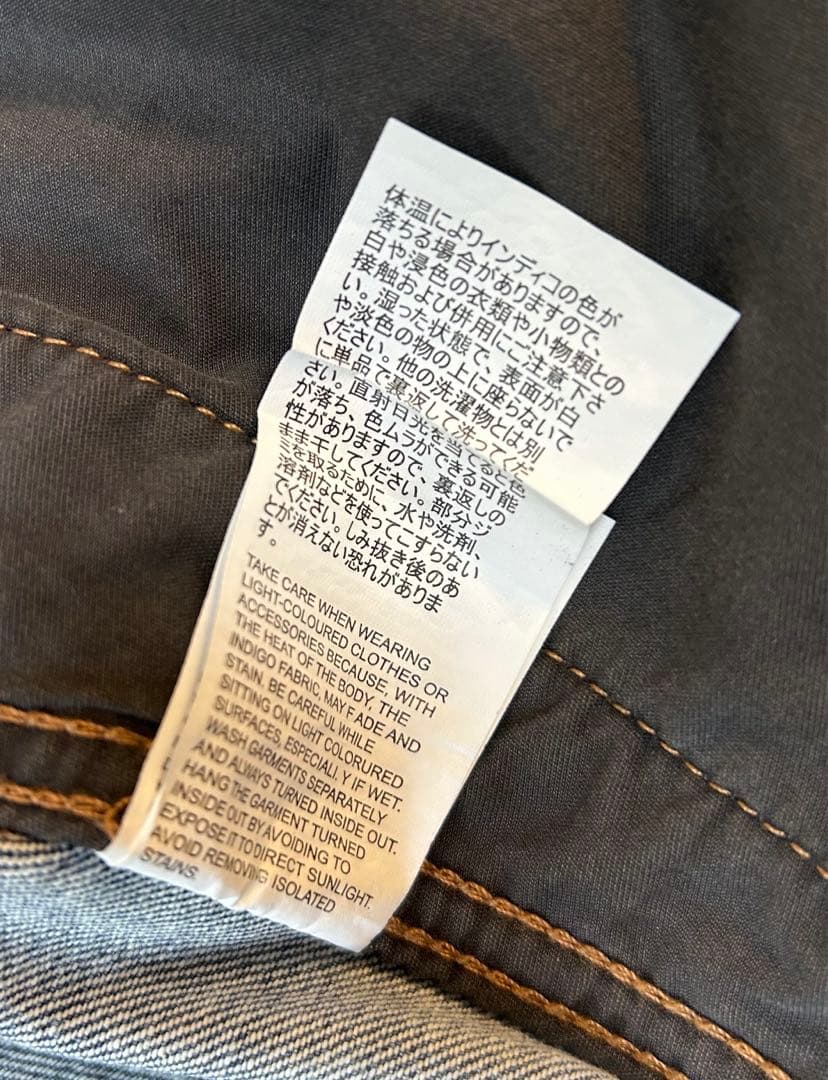 体温によりインディコの色が
落ちる場合がありますので、
白や浸色の衣類や小物類との
接触および併用にご注意下さ
い。湿った状態で、表面が白
や淡色の物の上に座らないで
ください。他の洗濯物とは別
に単品で裏返して洗ってくだ
さい。直射日光を当てると色
が落ち、色ムラができる可能
性がありますので、裏返しの
まま干してください。部分ジ
ミを取るために、水や洗剤、
溶剤などを使ってこすらない
でください。しみ抜き後のあ
とが消えない恐れがありま
す。
TAKE CARE WHEN WEARING
LIGHT-COLOURED CLOTHES OR
ACCESSORIES BECAUSE, WITH
THE HEAT OF THE BODY, THE
INDIGO FABRIC, MAY FADE AND
STAIN. BE CAREFUL WHILE
SITTING ON LIGHT COLORURED
SURFACES, ESPECIALLY IF WET.
WASH GARMENTS SEPARATELY
AND ALWAYS TURNED INSIDE OUT.
HANG THE GARMENT TURNED
INSIDE OUT BY AVOIDING TO
EXPOSE IT TO DIRECT SUNLIGHT.
AVOID REMOVING ISOLATED
STAINS.